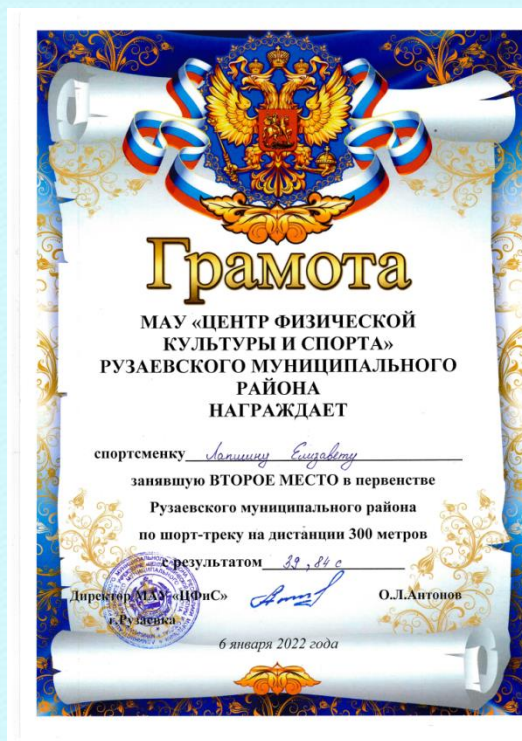 Грамота
МАУ «ЦЕНТР ФИЗИЧЕСКОЙ
КУЛЬТУРЫ И СПОРТА»
РУЗАЕВСКОГО МУНИЦИПАЛЬНОГО
РАЙОНА
НАГРАЖДАЕТ
спортсменку Лапшину Елизавету
занявшую ВТОРОЕ МЕСТО в первенстве
Рузаевского муниципального района
по шорт-треку на дистанции 300 метров
с результатом 39,84 с
Директор МАУ «ЦФиС» О.Л.Антонов
г.Рузаевка
6 января 2022 года